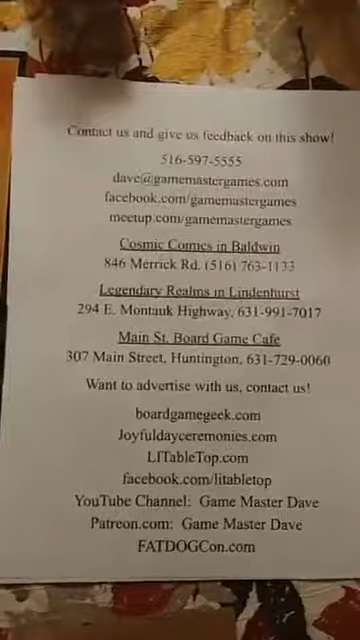 Contact us and give us feedback on this show!
516-597-5555
dave@gamemastergames.com
facebook.com/gamemastergames
meetup.com/gamemastergames
Cosmic Comics in Baldwin
846 Merrick Rd. (516) 763-1133
Legendary Realms in Lindenhurst
294 E. Montauk Highway, 631-991-7017
Main St. Board Game Cafe
307 Main Street, Huntington, 631-729-0060
Want to advertise with us, contact us!
boardgamegeek.com
Joyfuldayceremonies.com
LITableTop.com
facebook.com/litabletop
YouTube Channel:  Game Master Dave
Patreon.com:  Game Master Dave
FATDOGCon.com